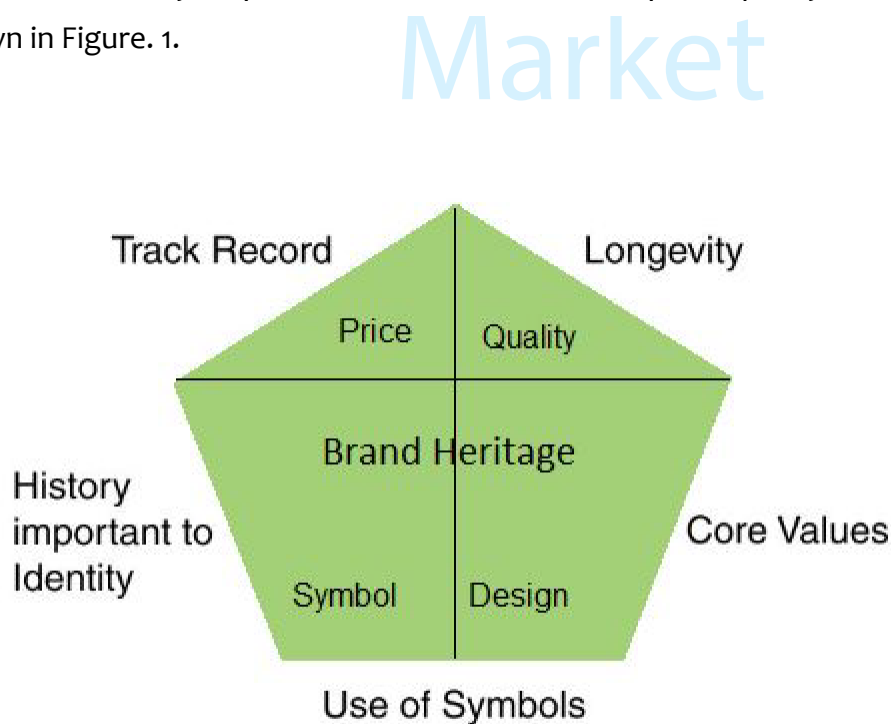 wn in Figure. 1.
Market
Track Record
Longevity
Price
Quality
Brand Heritage
History
important to
Identity
Core Values
Symbol
Design
Use of Symbols